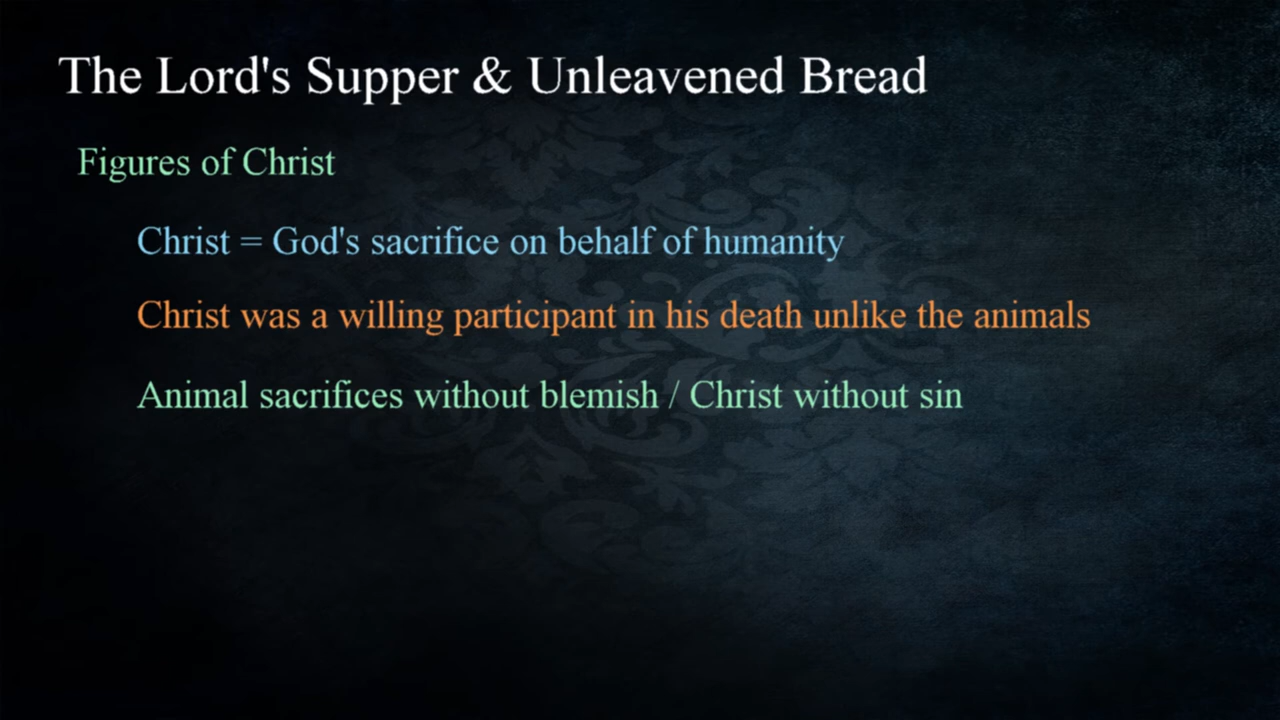 The Lord's Supper & Unleavened Bread
Figures of Christ
Christ = God's sacrifice on behalf of humanity
Christ was a willing participant in his death unlike the animals
Animal sacrifices without blemish / Christ without sin